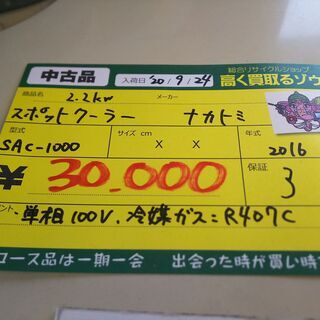 総合リサイクルショップ
中古品 入荷日 '20/9/24 高く買取るゾウ
商品名 2.2kw メーカー
スポットクーラー ナカトミ
型式 サイズ cm 年式
SAC-1000 X X 2016
30.000 保証 3
ント 単相100V. 冷媒ガス:R407C
ユース品は一期一会 出会った時が買い時